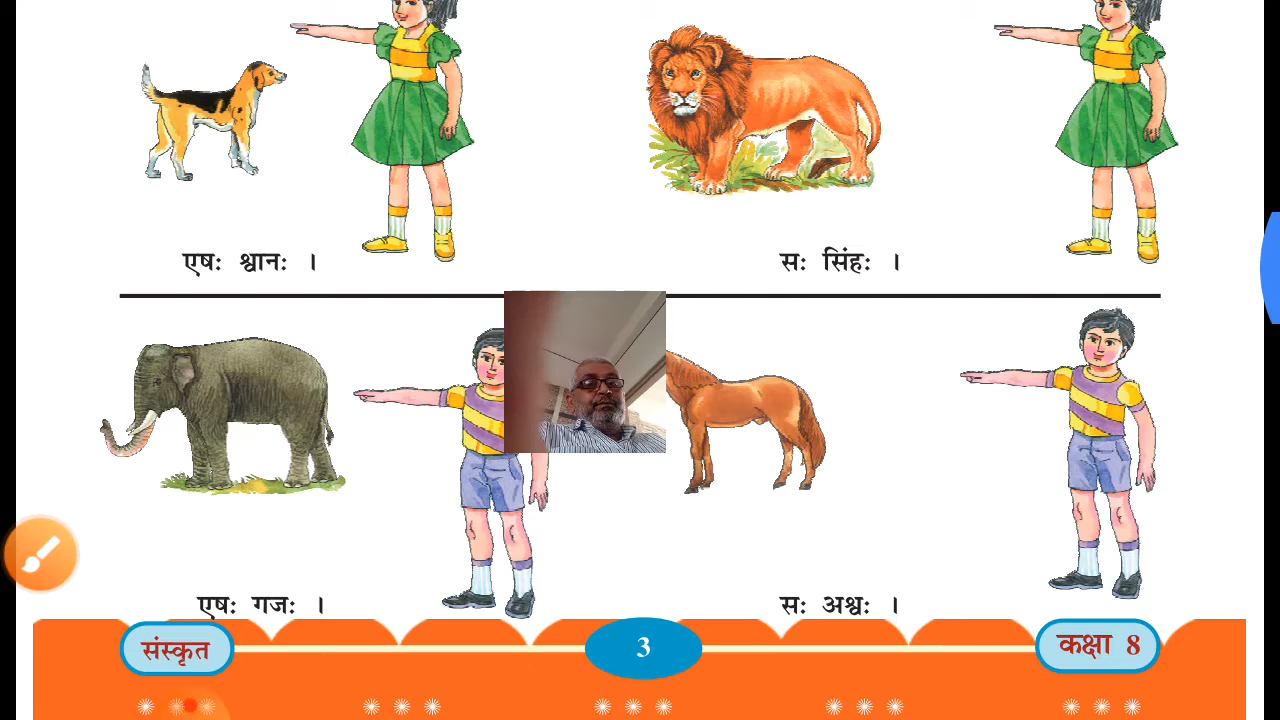 एषः श्वानः ।
सः सिंहः ।
एषः गजः ।
सः अश्वः ।
संस्कृत
3
कक्षा 8